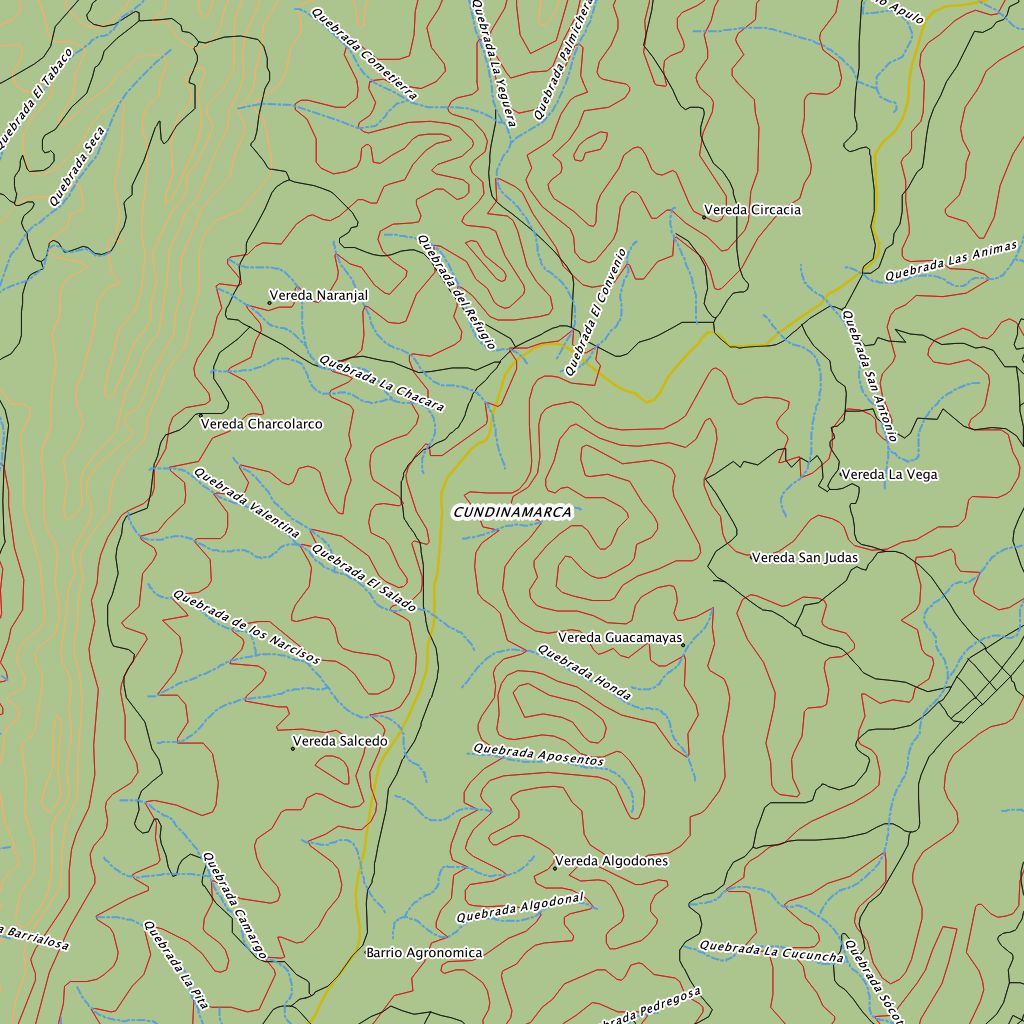 Quebrada Cometierra
Quebrada La Yeguera
Quebrada Palmichera
Apulo
Quebrada El Tabaco
Quebrada Seca
Vereda Circacia
Quebrada del Refugio
Quebrada El Convenio
Quebrada Las Animas
Vereda Naranjal
Quebrada La Chacara
Quebrada San Antonio
Vereda Charcolarco
Quebrada Valentina
Vereda La Vega
CUNDINAMARCA
Quebrada El Salado
Vereda San Judas
Quebrada de los Narcisos
Vereda Guacamayas
Quebrada Honda
Vereda Salcedo
Quebrada Aposentos
Vereda Algodones
Quebrada Camargo
Quebrada Algodonal
a Barrialosa
Quebrada La Pita
Barrio Agronomica
Quebrada La Cucuncha
Quebrada Sócot
brada Pedregosa